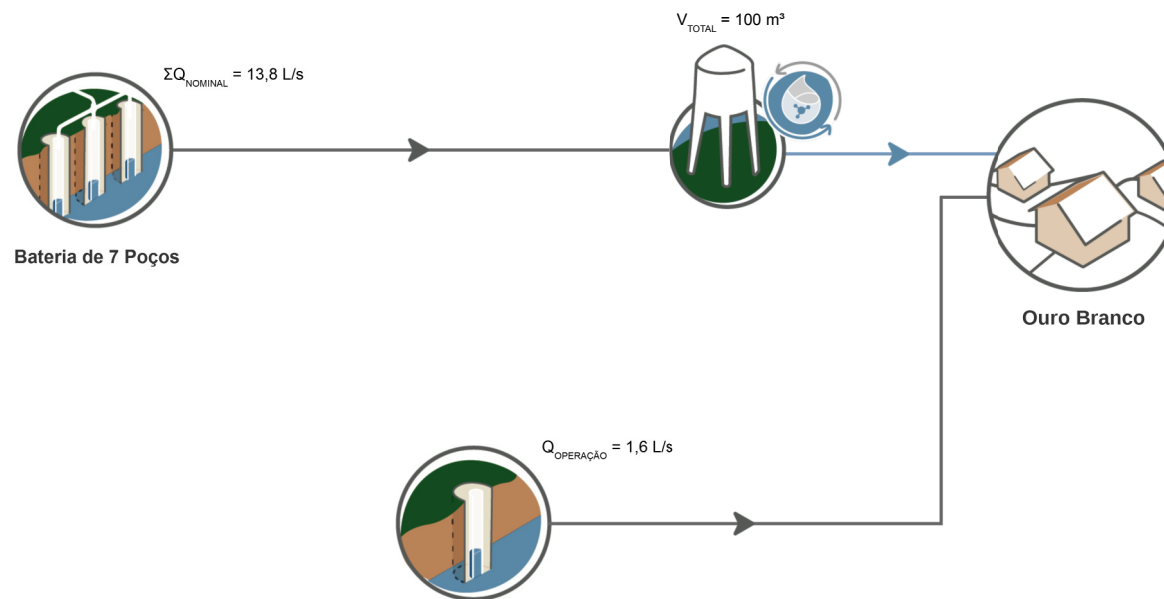 V_TOTAL = 100 m³
ΣQ_NOMINAL = 13,8 L/s
Bateria de 7 Poços
Ouro Branco
Q_OPERAÇÃO = 1,6 L/s